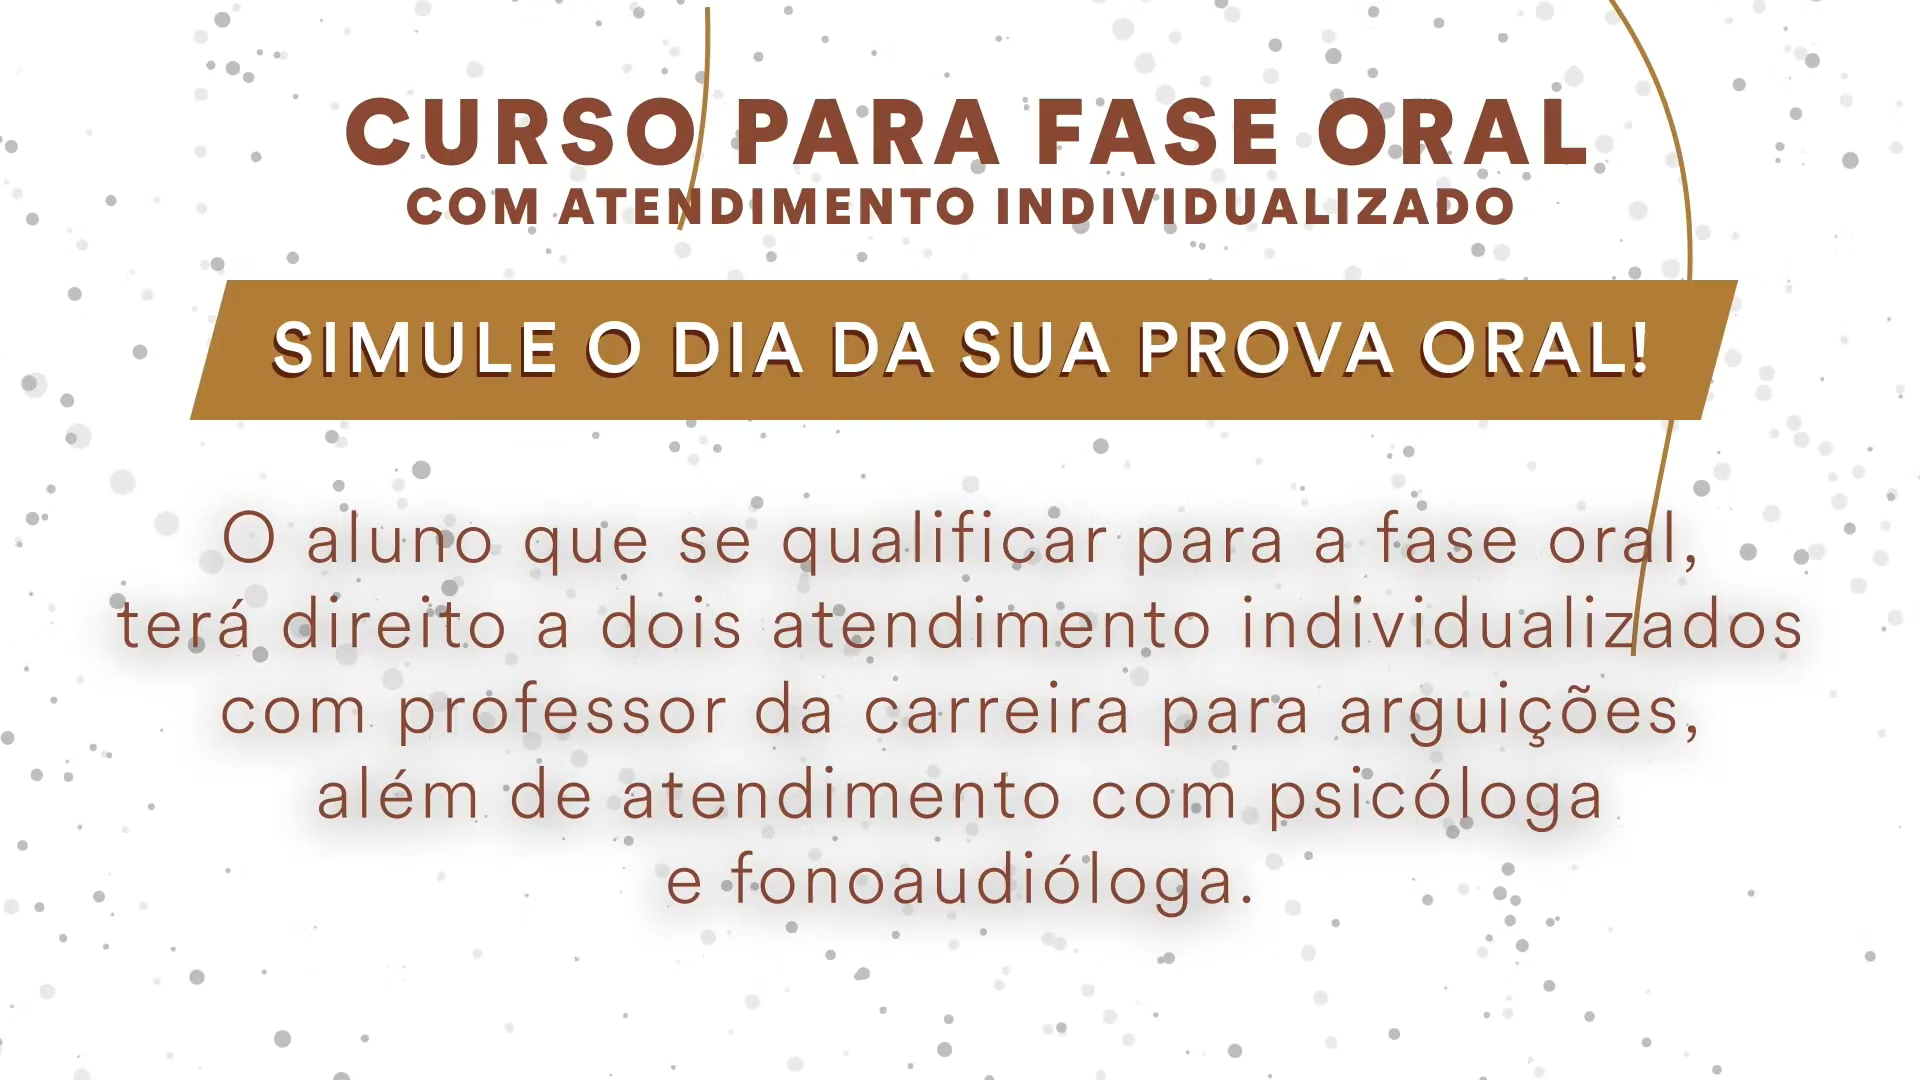 CURSO PARA FASE ORAL
COM ATENDIMENTO INDIVIDUALIZADO
SIMULE O DIA DA SUA PROVA ORAL!
O aluno que se qualificar para a fase oral,
terá direito a dois atendimento individualizados
com professor da carreira para arguições,
além de atendimento com psicóloga
e fonoaudióloga.